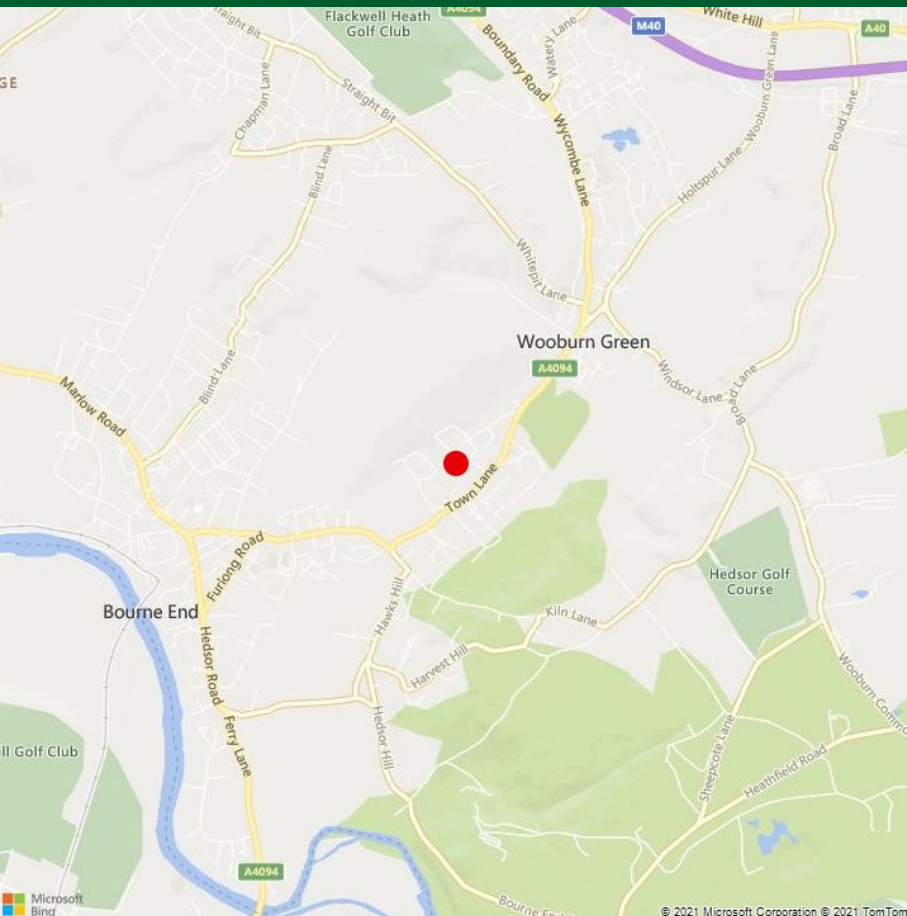 A4094
White Hill
M40
A40
Flackwell Heath
Golf Club
Straight Bit
Boundary Road
Watery Lane
GE
Chapman Lane
Straight Bit
Wycombe Lane
Holtspur Lane - Wooburn Green Lane
Broad Lane
Blind Lane
Whitepit Lane
Wooburn Green
A4094
Windsor Lane
Broad Lane
Blind Lane
Marlow Road
Town Lane
Furlong Road
Hedsor Golf
Course
Bourne End
Hawks Hill
Kiln Lane
Hedsor Road
Harvest Hill
Wooburn Commo
Ferry Lane
Hedsor Hill
Sheepcote Lane
ill Golf Club
Heathfield Road
A4094
Microsoft
Bing
Bourne End
© 2021 Microsoft Corporation © 2021 TomTom